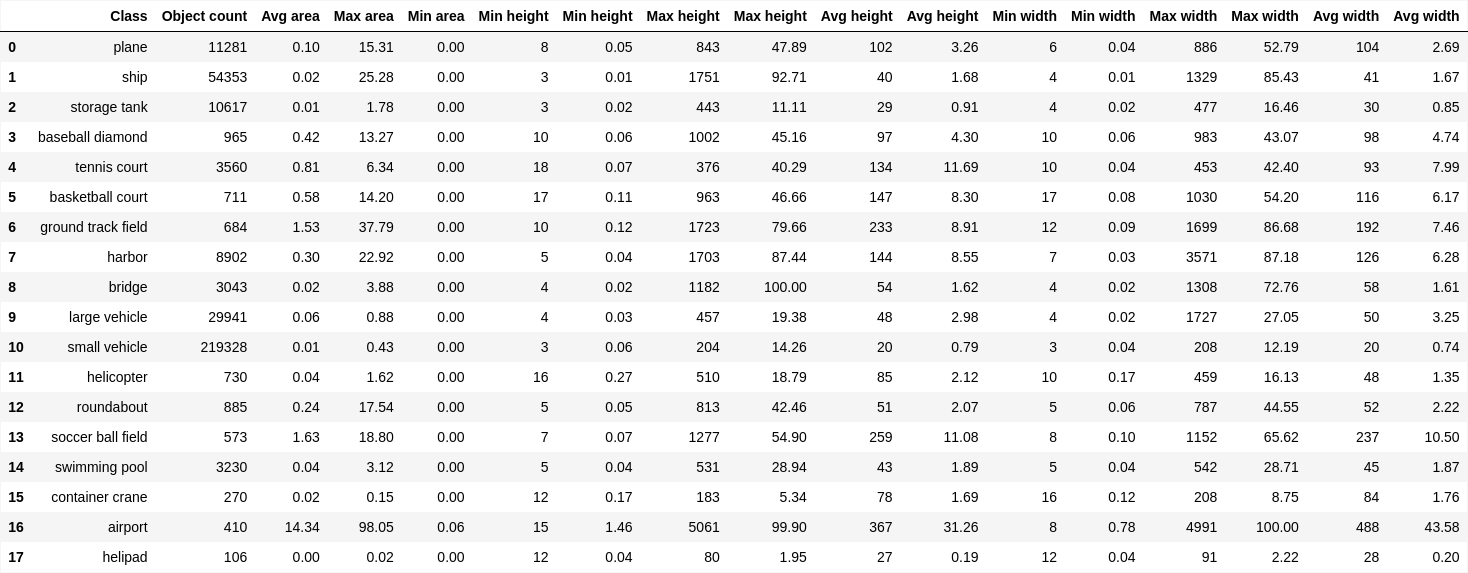 Class Object count Avg area Max area Min area Min height Min height Max height Max height Avg height Avg height Min width Min width Max width Max width Avg width Avg width
0 plane 11281 0.10 15.31 0.00 8 0.05 843 47.89 102 3.26 6 0.04 886 52.79 104 2.69
1 ship 54353 0.02 25.28 0.00 3 0.01 1751 92.71 40 1.68 4 0.01 1329 85.43 41 1.67
2 storage tank 10617 0.01 1.78 0.00 3 0.02 443 11.11 29 0.91 4 0.02 477 16.46 30 0.85
3 baseball diamond 965 0.42 13.27 0.00 10 0.06 1002 45.16 97 4.30 10 0.06 983 43.07 98 4.74
4 tennis court 3560 0.81 6.34 0.00 18 0.07 376 40.29 134 11.69 10 0.04 453 42.40 93 7.99
5 basketball court 711 0.58 14.20 0.00 17 0.11 963 46.66 147 8.30 17 0.08 1030 54.20 116 6.17
6 ground track field 684 1.53 37.79 0.00 10 0.12 1723 79.66 233 8.91 12 0.09 1699 86.68 192 7.46
7 harbor 8902 0.30 22.92 0.00 5 0.04 1703 87.44 144 8.55 7 0.03 3571 87.18 126 6.28
8 bridge 3043 0.02 3.88 0.00 4 0.02 1182 100.00 54 1.62 4 0.02 1308 72.76 58 1.61
9 large vehicle 29941 0.06 0.88 0.00 4 0.03 457 19.38 48 2.98 4 0.02 1727 27.05 50 3.25
10 small vehicle 219328 0.01 0.43 0.00 3 0.06 204 14.26 20 0.79 3 0.04 208 12.19 20 0.74
11 helicopter 730 0.04 1.62 0.00 16 0.27 510 18.79 85 2.12 10 0.17 459 16.13 48 1.35
12 roundabout 885 0.24 17.54 0.00 5 0.05 813 42.46 51 2.07 5 0.06 787 44.55 52 2.22
13 soccer ball field 573 1.63 18.80 0.00 7 0.07 1277 54.90 259 11.08 8 0.10 1152 65.62 237 10.50
14 swimming pool 3230 0.04 3.12 0.00 5 0.04 531 28.94 43 1.89 5 0.04 542 28.71 45 1.87
15 container crane 270 0.02 0.15 0.00 12 0.17 183 5.34 78 1.69 16 0.12 208 8.75 84 1.76
16 airport 410 14.34 98.05 0.06 15 1.46 5061 99.90 367 31.26 8 0.78 4991 100.00 488 43.58
17 helipad 106 0.00 0.02 0.00 12 0.04 80 1.95 27 0.19 12 0.04 91 2.22 28 0.20